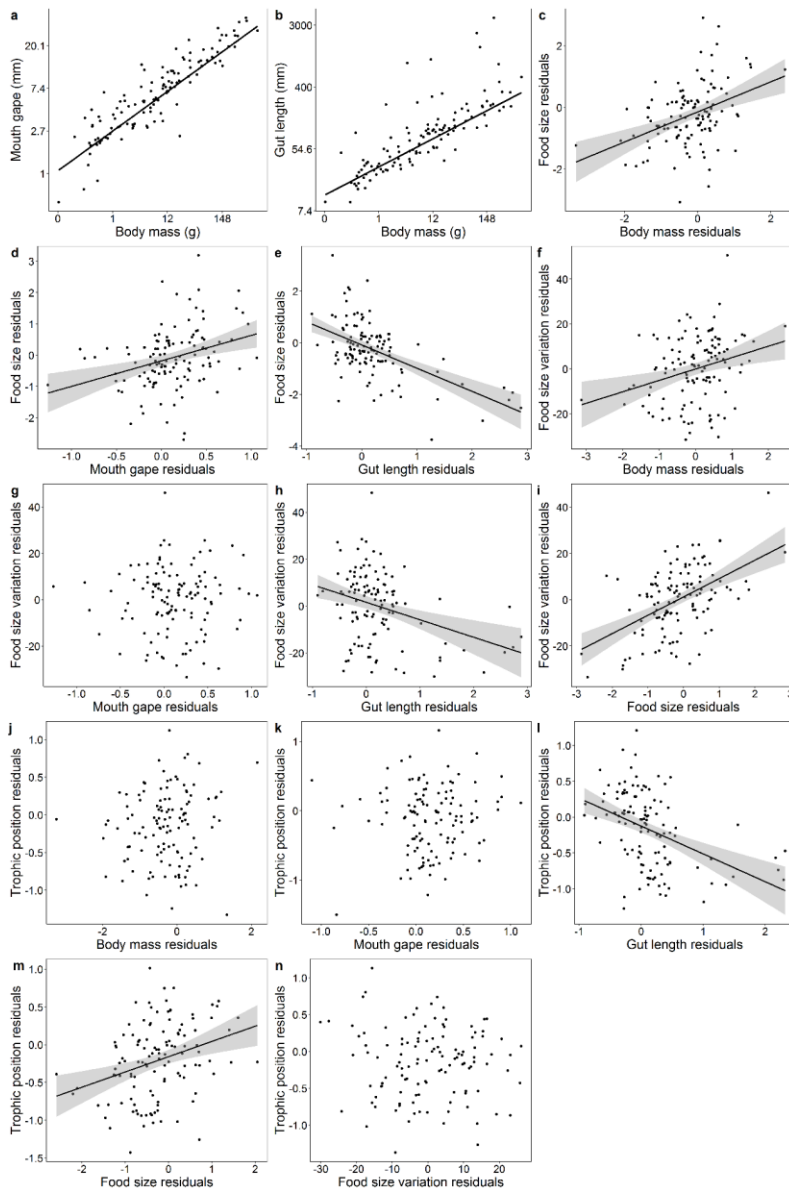 a
Mouth gape (mm)
20.1
7.4
2.7
1
0 1 12 148
Body mass (g)
b
Gut length (mm)
3000
400
54.6
7.4
0 1 12 148
Body mass (g)
c
Food size residuals
2
0
-2
-2 0 2
Body mass residuals
d
Food size residuals
3
2
1
0
-1
-2
-1.0 -0.5 0.0 0.5 1.0
Mouth gape residuals
e
Food size residuals
2
0
-2
-4
-1 0 1 2 3
Gut length residuals
f
Food size variation residuals
50
40
20
0
-20
-3 -2 -1 0 1 2
Body mass residuals
g
Food size variation residuals
40
20
0
-20
-1.0 -0.5 0.0 0.5 1.0
Mouth gape residuals
h
Food size variation residuals
40
20
0
-20
-1 0 1 2 3
Gut length residuals
i
Food size variation residuals
40
20
0
-20
-3 -2 -1 0 1 2 3
Food size residuals
j
Trophic position residuals
1.0
0.5
0.0
-0.5
-1.0
-2 0 2
Body mass residuals
k
Trophic position residuals
1
0
-1
-1.0 -0.5 0.0 0.5 1.0
Mouth gape residuals
l
Trophic position residuals
1.0
0.5
0.0
-0.5
-1.0
-1 0 1 2
Gut length residuals
m
Trophic position residuals
1.0
0.5
0.0
-0.5
-1.0
-1.5
-2 -1 0 1 2
Food size residuals
n
Trophic position residuals
1.0
0.5
0.0
-0.5
-1.0
-30 -20 -10 0 10 20
Food size variation residuals